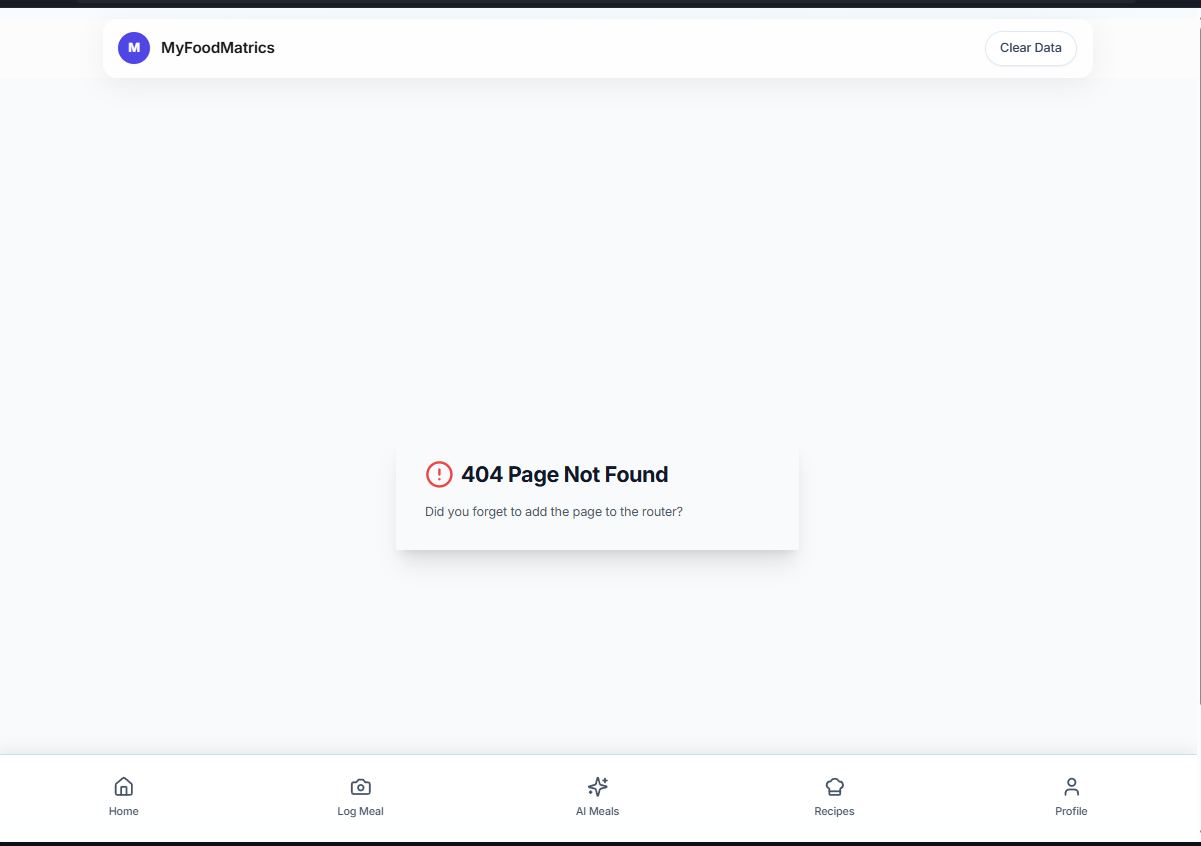 M MyFoodMatrics Clear Data
404 Page Not Found
Did you forget to add the page to the router?
Home Log Meal AI Meals Recipes Profile